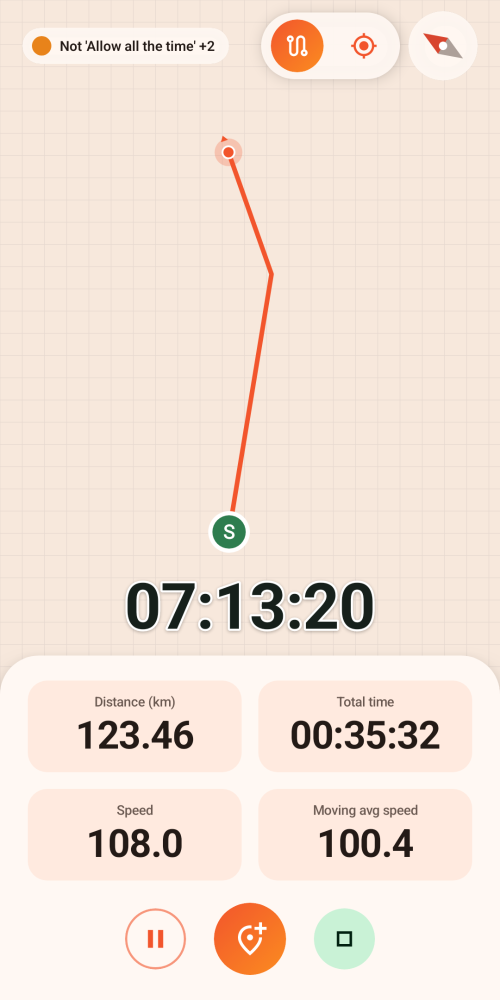 Not 'Allow all the time' +2
S
07:13:20
Distance (km)
123.46
Total time
00:35:32
Speed
108.0
Moving avg speed
100.4